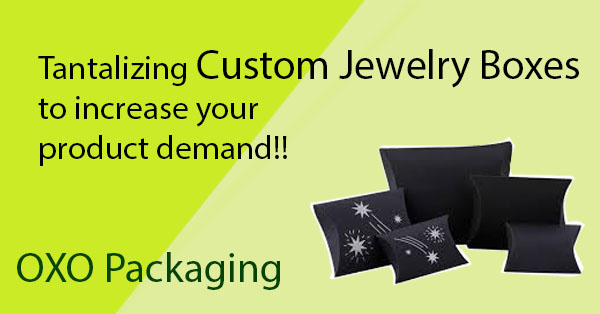 Tantalizing Custom Jewelry Boxes
to increase your
product demand!!
OXO Packaging